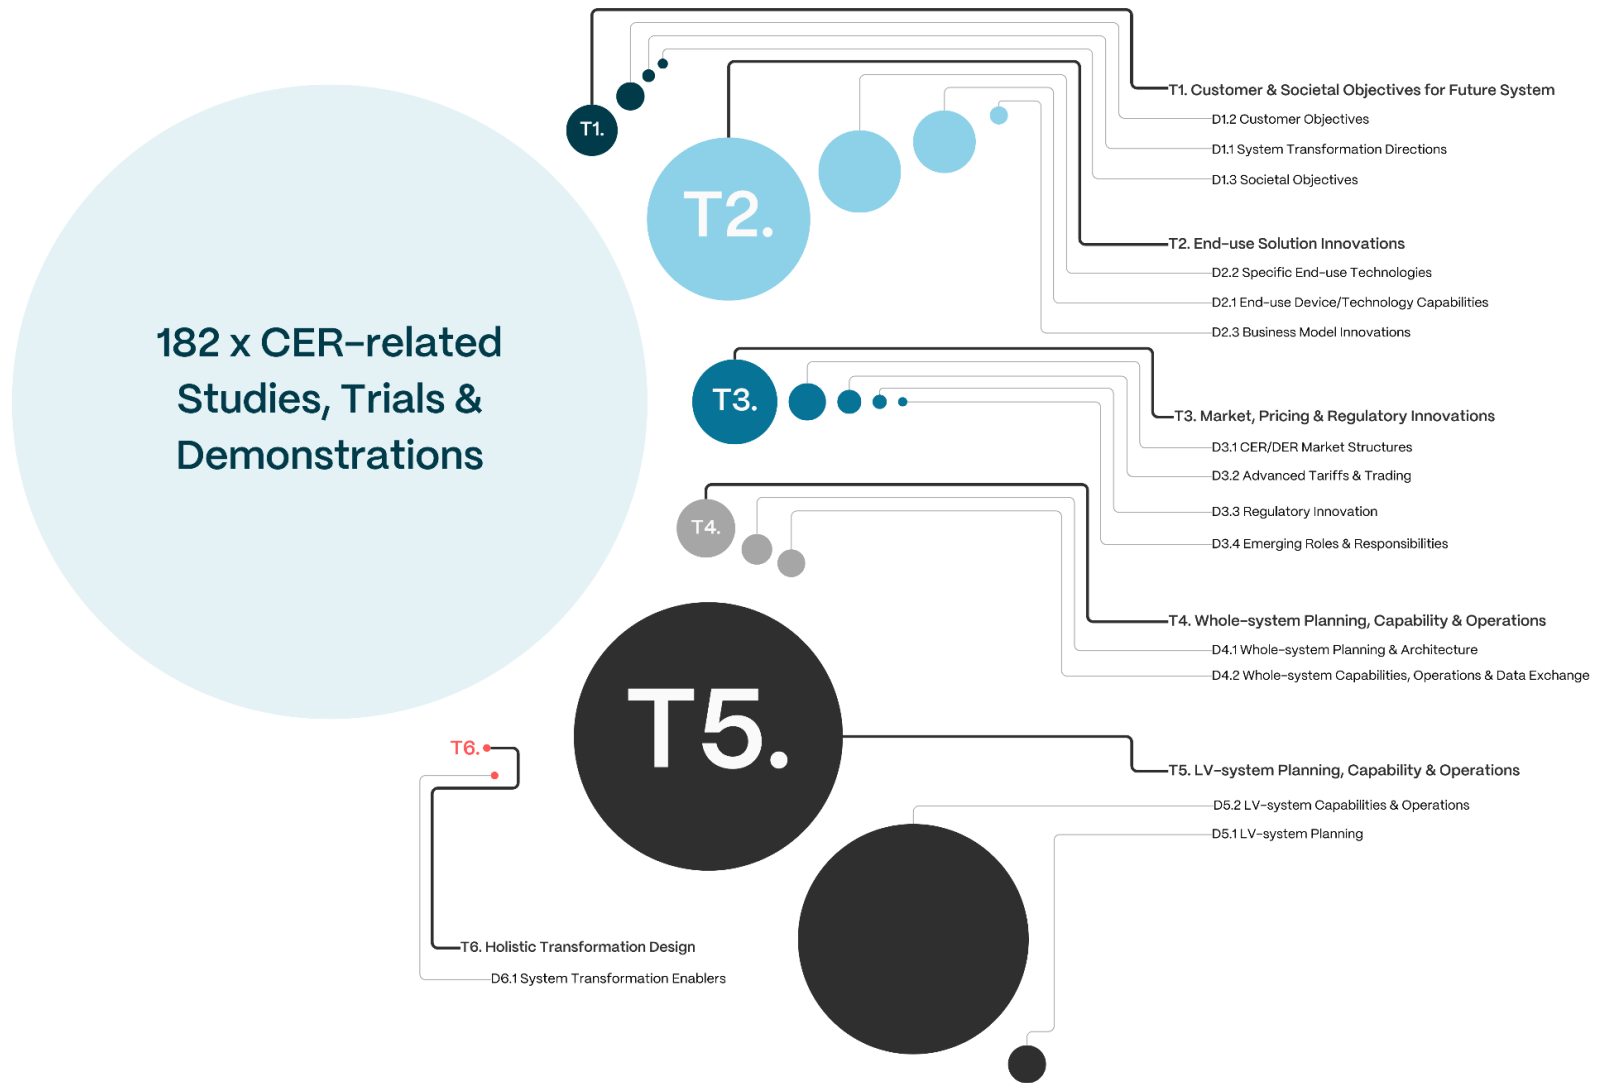 182 x CER-related
Studies, Trials &
Demonstrations
T1.
T2.
T3.
T4.
T5.
T6.
T1. Customer & Societal Objectives for Future System
D1.2 Customer Objectives
D1.1 System Transformation Directions
D1.3 Societal Objectives
T2. End-use Solution Innovations
D2.2 Specific End-use Technologies
D2.1 End-use Device/Technology Capabilities
D2.3 Business Model Innovations
T3. Market, Pricing & Regulatory Innovations
D3.1 CER/DER Market Structures
D3.2 Advanced Tariffs & Trading
D3.3 Regulatory Innovation
D3.4 Emerging Roles & Responsibilities
T4. Whole-system Planning, Capability & Operations
D4.1 Whole-system Planning & Architecture
D4.2 Whole-system Capabilities, Operations & Data Exchange
T5. LV-system Planning, Capability & Operations
D5.2 LV-system Capabilities & Operations
D5.1 LV-system Planning
T6. Holistic Transformation Design
D6.1 System Transformation Enablers